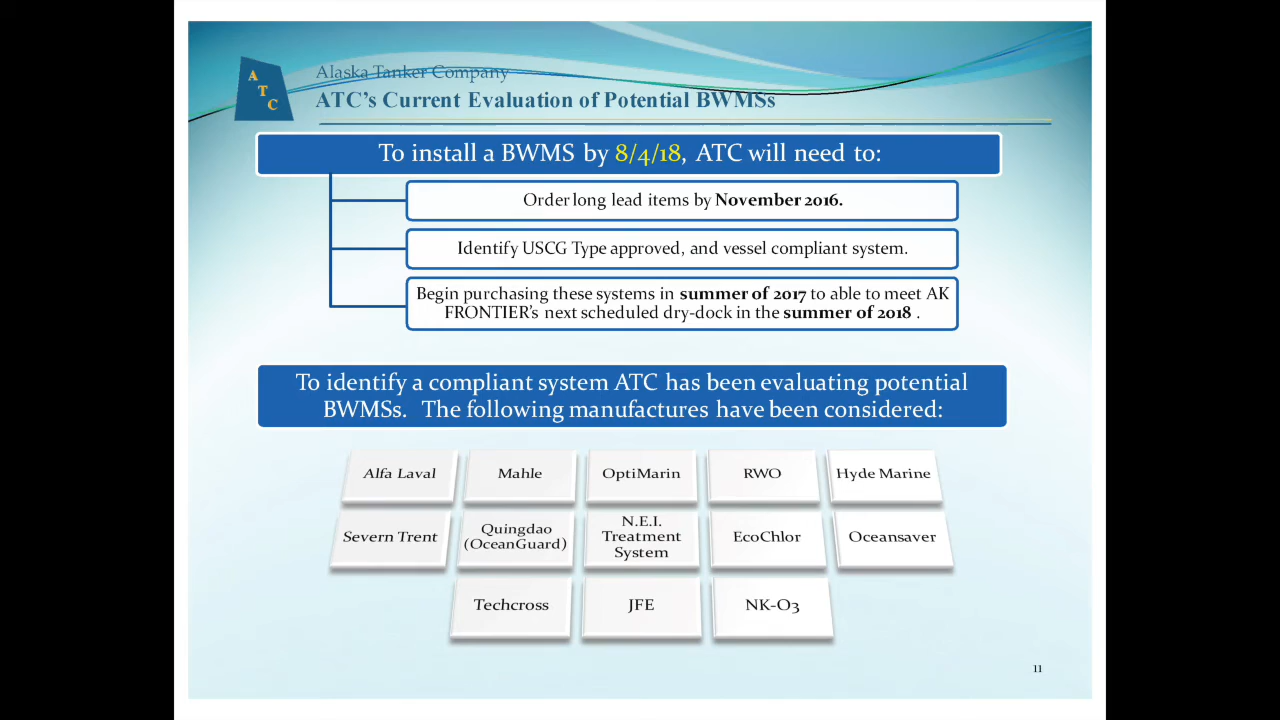 A
T
C
Alaska Tanker Company
ATC's Current Evaluation of Potential BWMSs
To install a BWMS by 8/4/18, ATC will need to:
Order long lead items by November 2016.
Identify USCG Type approved, and vessel compliant system.
Begin purchasing these systems in summer of 2017 to able to meet AK
FRONTIER's next scheduled dry-dock in the summer of 2018 .
To identify a compliant system ATC has been evaluating potential
BWMSs. The following manufactures have been considered:
Alfa Laval
Mahle
OptiMarin
RWO
Hyde Marine
Severn Trent
Quingdao
(OceanGuard)
N.E.I.
Treatment
System
EcoChlor
Oceansaver
Techcross
JFE
NK-O3
11